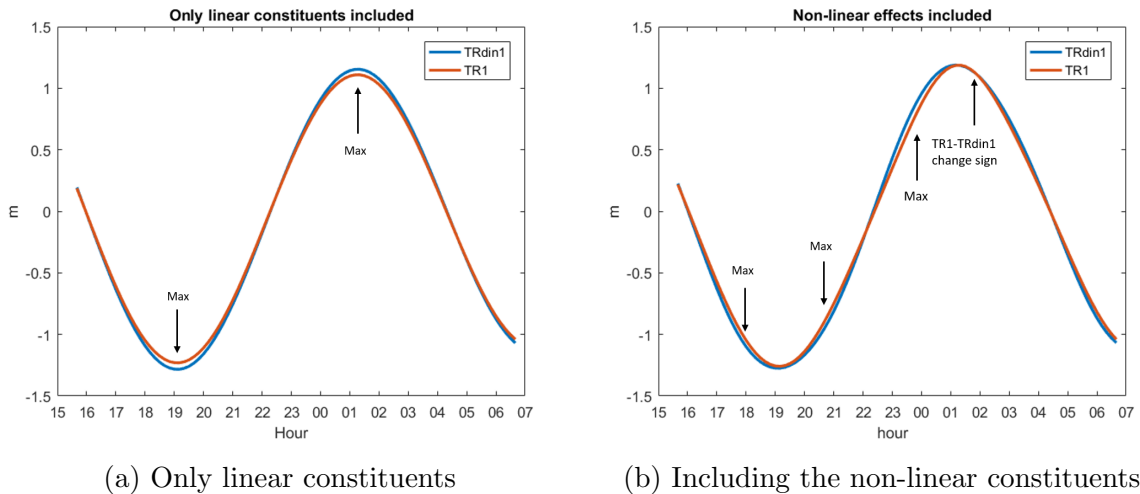 Only linear constituents included
1.5
1
0.5
0
-0.5
-1
-1.5
m
TRdin1
TR1
Max
Max
15 16 17 18 19 20 21 22 23 00 01 02 03 04 05 06 07
Hour
(a) Only linear constituents
Non-linear effects included
1.5
1
0.5
0
-0.5
-1
-1.5
m
TRdin1
TR1
TR1-TRdin1
change sign
Max
Max
Max
15 16 17 18 19 20 21 22 23 00 01 02 03 04 05 06 07
hour
(b) Including the non-linear constituents